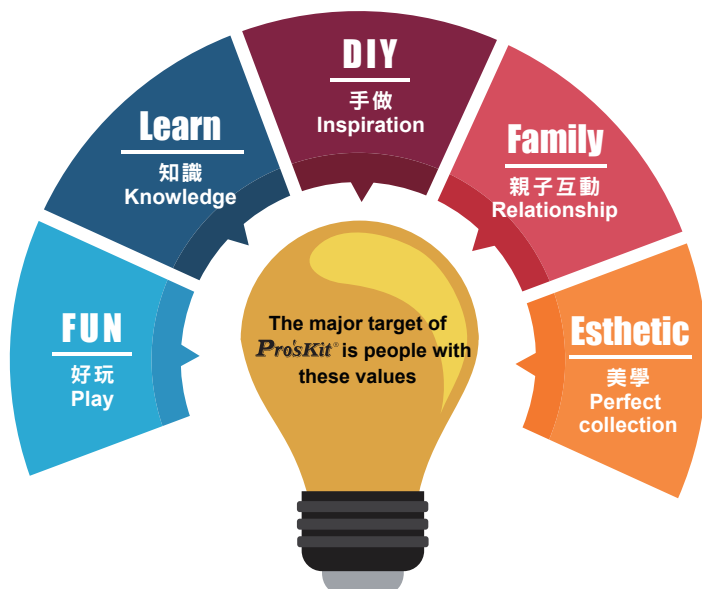 FUN
好玩
Play
Learn
知識
Knowledge
DIY
手做
Inspiration
Family
親子互動
Relationship
Esthetic
美學
Perfect
collection
The major target of
Pro'sKit® is people with
these values